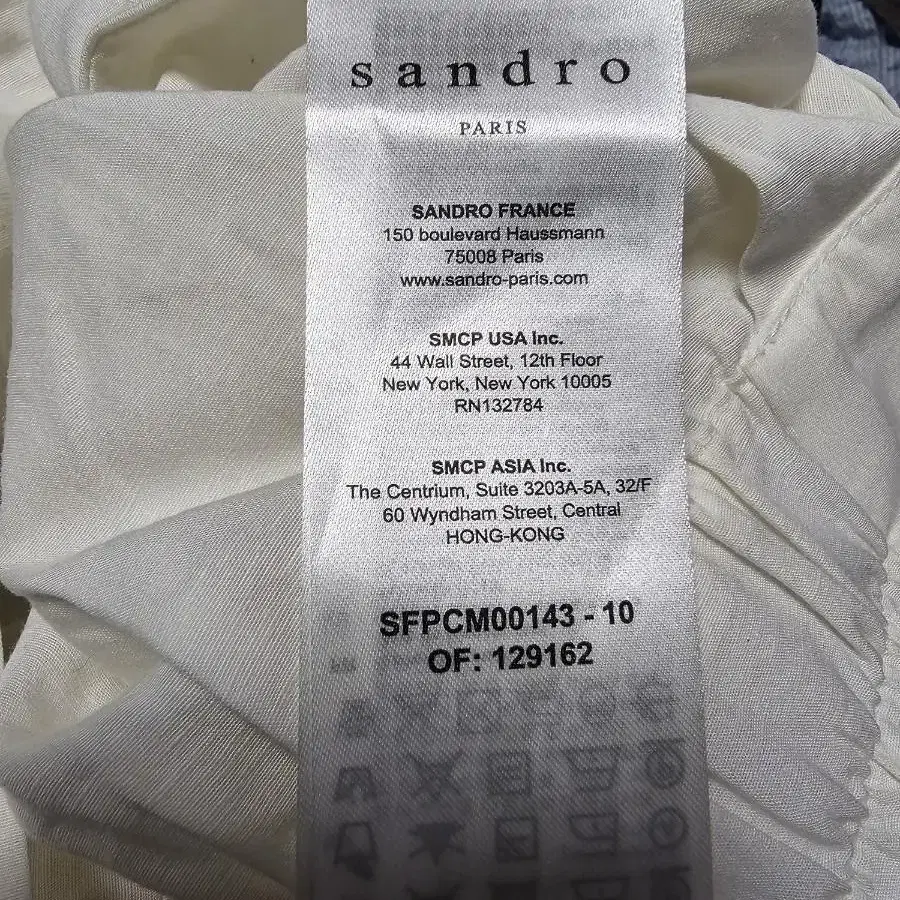 sandro
PARIS
SANDRO FRANCE
150 boulevard Haussmann
75008 Paris
www.sandro-paris.com
SMCP USA Inc.
44 Wall Street, 12th Floor
New York, New York 10005
RN132784
SMCP ASIA Inc.
The Centrium, Suite 3203A-5A, 32/F
60 Wyndham Street, Central
HONG-KONG
SFPCM00143 - 10
OF: 129162